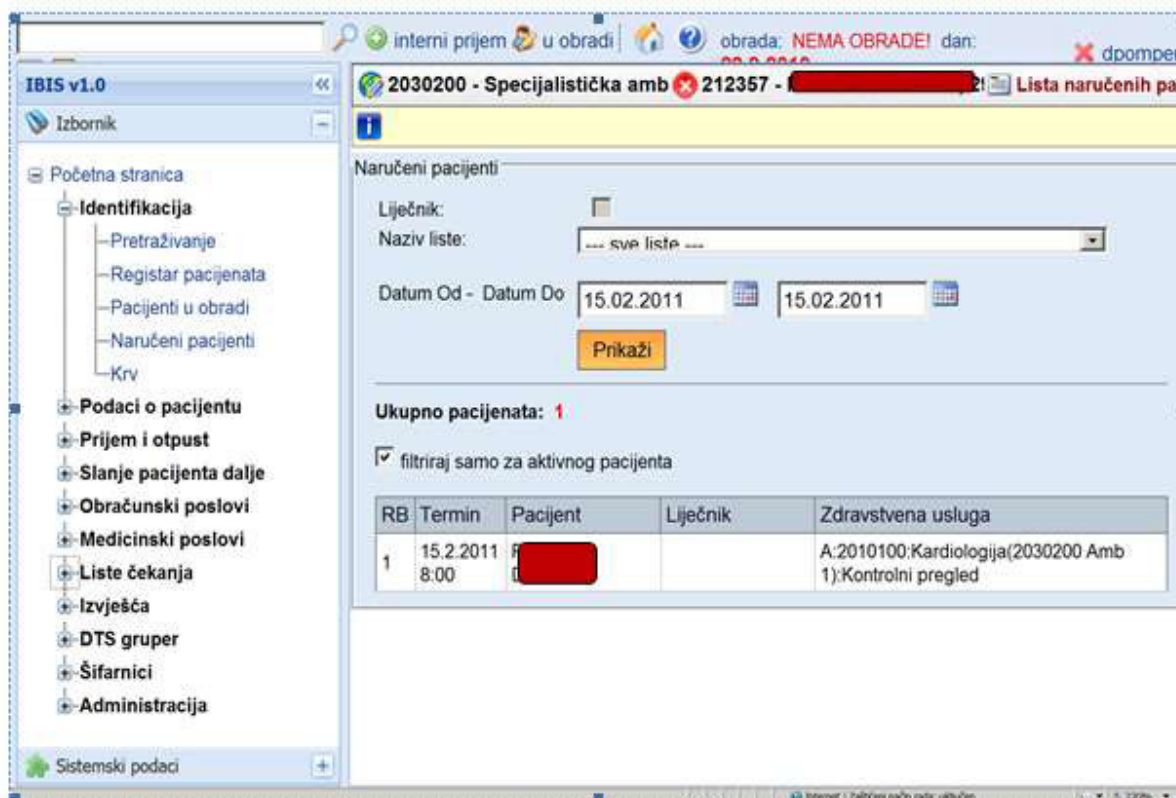 interni prijem u obradi obrada: NEMA OBRADE! dan:
dpomper
IBIS v1.0
2030200 - Specijalistička amb 212357 - Lista naručenih pa
Izbornik
Početna stranica
Identifikacija
Pretraživanje
Registar pacijenata
Pacijenti u obradi
Naručeni pacijenti
Krv
Podaci o pacijentu
Prijem i otpust
Slanje pacijenta dalje
Obračunski poslovi
Medicinski poslovi
Liste čekanja
Izvješća
DTS gruper
Šifarnici
Administracija
Sistemski podaci
Naručeni pacijenti
Liječnik:
Naziv liste: --- sve liste ---
Datum Od - Datum Do 15.02.2011 15.02.2011
Prikaži
Ukupno pacijenata: 1
filtriraj samo za aktivnog pacijenta
RB Termin Pacijent Liječnik Zdravstvena usluga
1 15.2.2011 A:2010100:Kardiologija(2030200 Amb
8:00 1):Kontrolni pregled